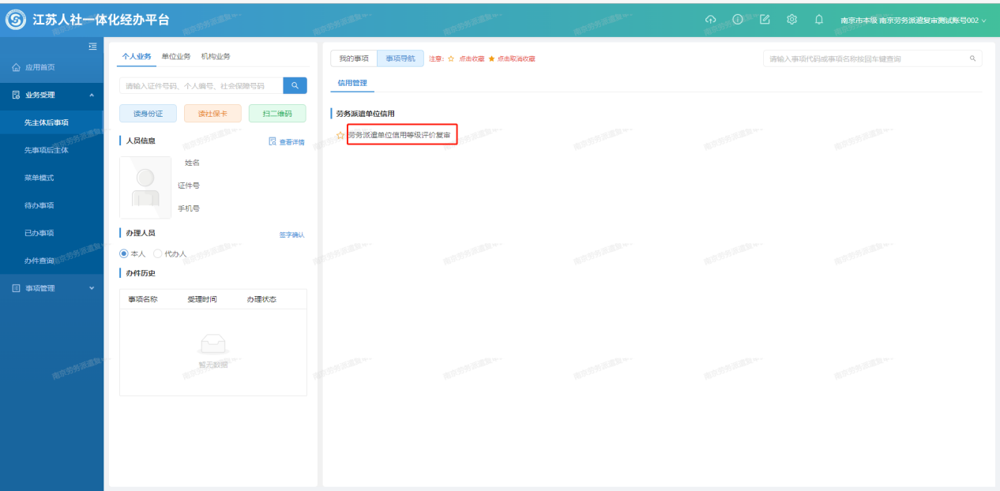 江苏人社一体化经办平台
南京市本级 南京劳务派遣复审测试账号002
应用首页
业务受理
先主体后事项
先事项后主体
菜单模式
待办事项
已办事项
办件查询
事项管理
个人业务 单位业务 机构业务
请输入证件号码、个人编号、社会保障号码
读身份证 读社保卡 扫二维码
人员信息 查看详情
姓名
证件号
手机号
办理人员 签字确认
本人 代办人
办件历史
事项名称 受理时间 办理状态
暂无数据
我的事项 事项导航 注意: ☆ 点击收藏 ★ 点击取消收藏
请输入事项代码或事项名称按回车键查询
信用管理
劳务派遣单位信用
☆ 劳务派遣单位信用等级评价复审